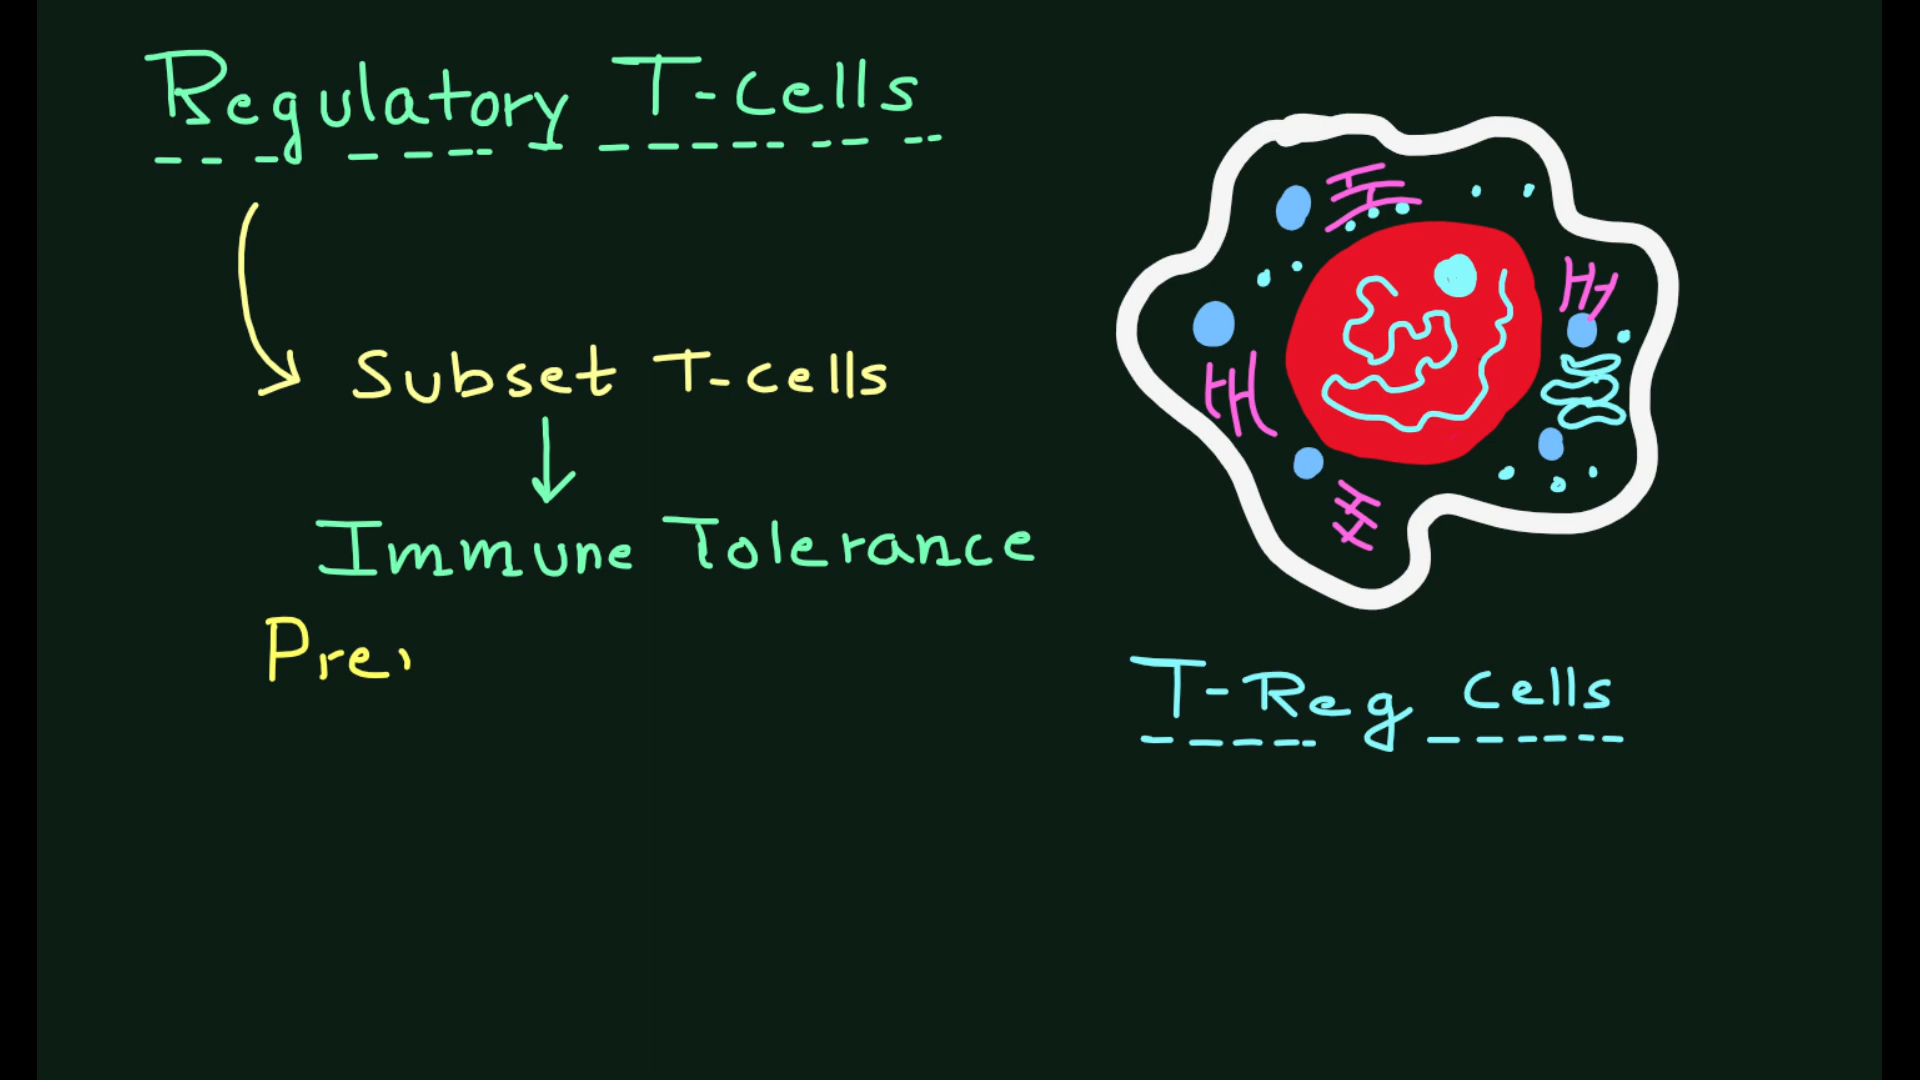 Regulatory T-cells
Subset T-cells
Immune Tolerance
Pre
T-Reg cells